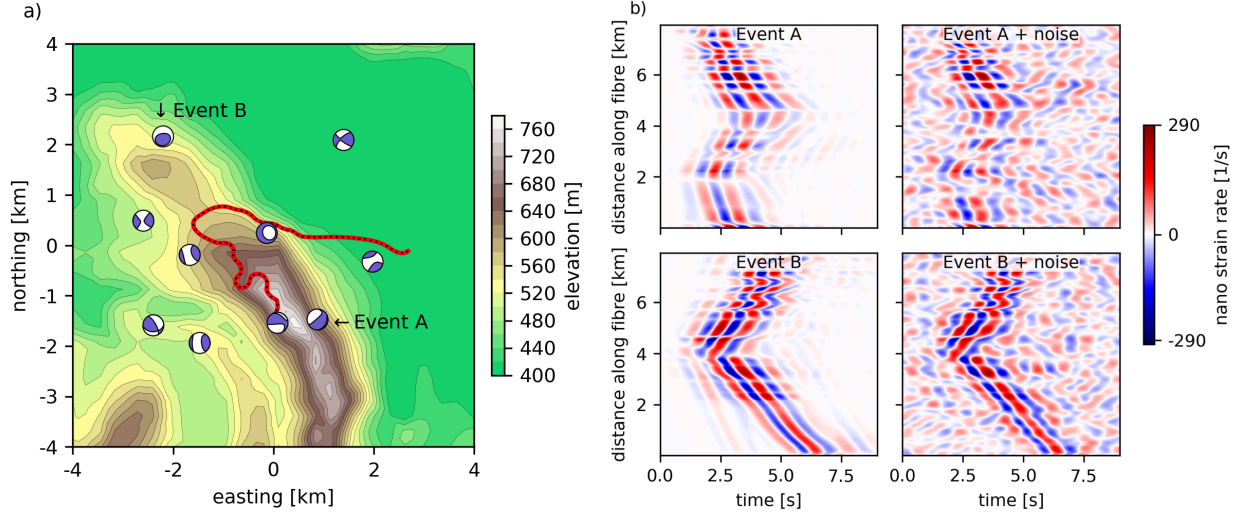 a)
4
3
2
1
0
-1
-2
-3
-4
northing [km]
-4
-2
0
2
4
easting [km]
↓ Event B
← Event A
760
720
680
640
600
560
520
480
440
400
elevation [m]
b)
Event A
Event A + noise
6
4
2
distance along fibre [km]
Event B
Event B + noise
6
4
2
distance along fibre [km]
0.0
2.5
5.0
7.5
time [s]
0.0
2.5
5.0
7.5
time [s]
290
0
-290
nano strain rate [1/s]